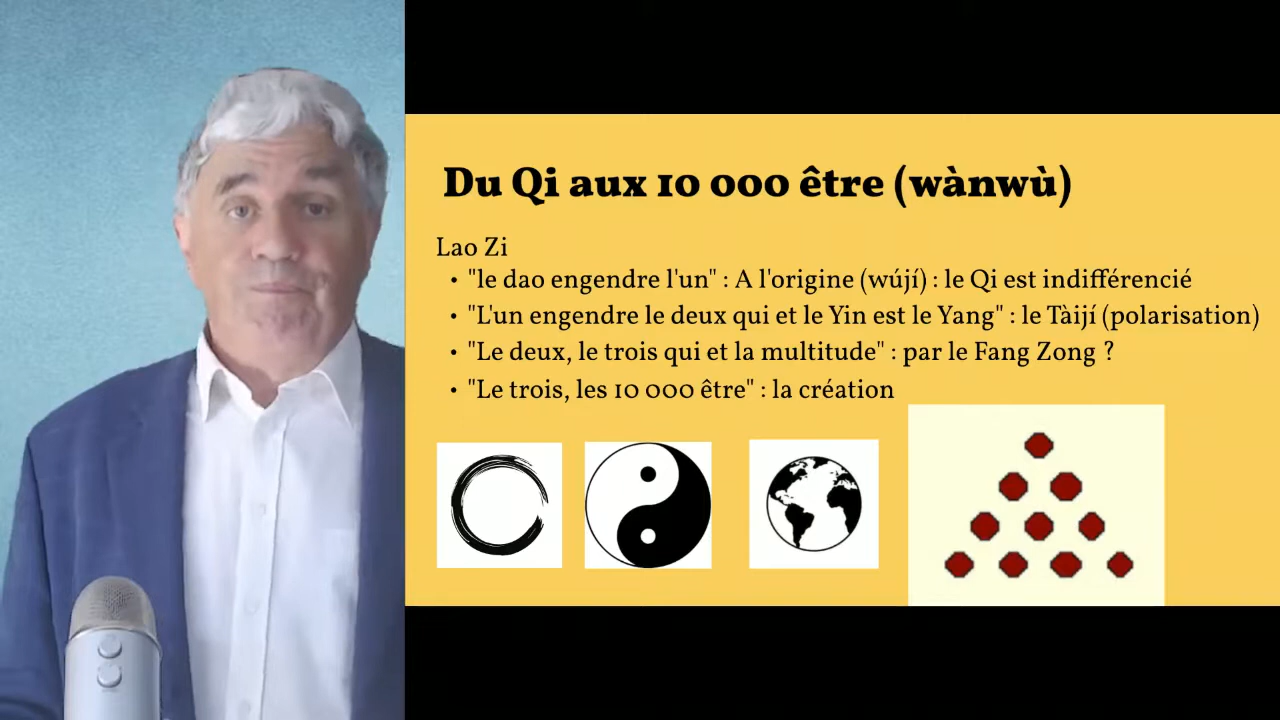 Du Qi aux 10 000 être (wànwù)
Lao Zi
• "le dao engendre l'un" : A l'origine (wújí) : le Qi est indifférencié
• "L'un engendre le deux qui et le Yin est le Yang" : le Tàijí (polarisation)
• "Le deux, le trois qui et la multitude" : par le Fang Zong ?
• "Le trois, les 10 000 être" : la création